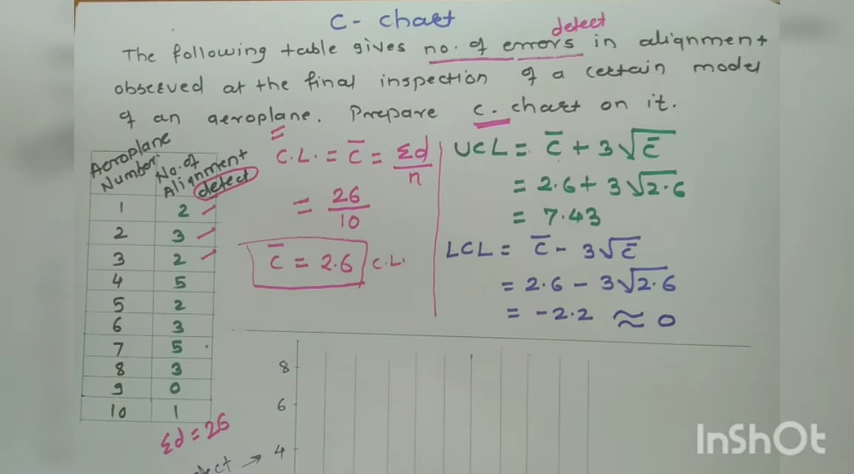 C - chart
defect
The following table gives no. of errors in alignment
observed at the final inspection of a certain model
of an aeroplane. Prepare c. chart on it.
Aeroplane Number
No. of Alignment defect
1 2
2 3
3 2
4 5
5 2
6 3
7 5
8 3
9 0
10 1
Σd = 26
C.L. = C̄ = Σd/n
= 26/10
C̄ = 2.6 C.L.
UCL = C̄ + 3√C̄
= 2.6 + 3√2.6
= 7.43
LCL = C̄ - 3√C̄
= 2.6 - 3√2.6
= -2.2 ≈ 0
8
6
4
InShOt